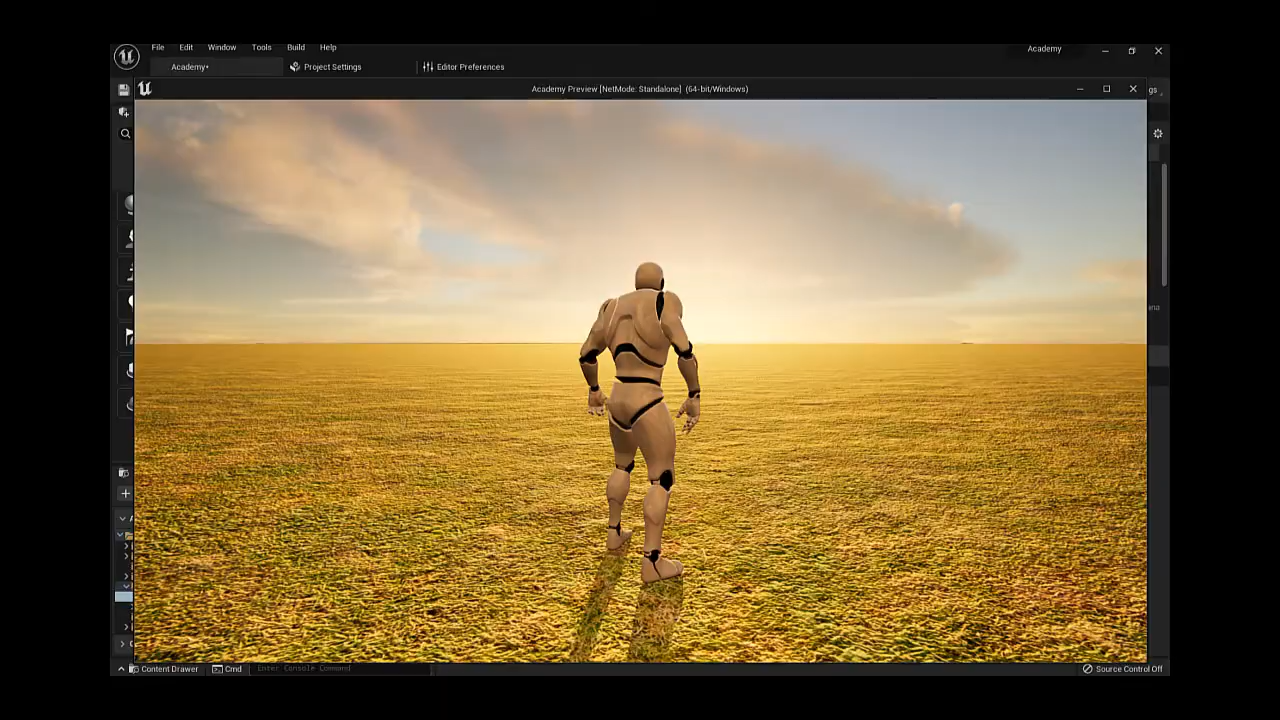 File Edit Window Tools Build Help
Academy
Academy•
Project Settings
Editor Preferences
Academy Preview [NetMode: Standalone] (64-bit/Windows)
gs
Content Drawer
Cmd
Enter Console Command
Source Control Off